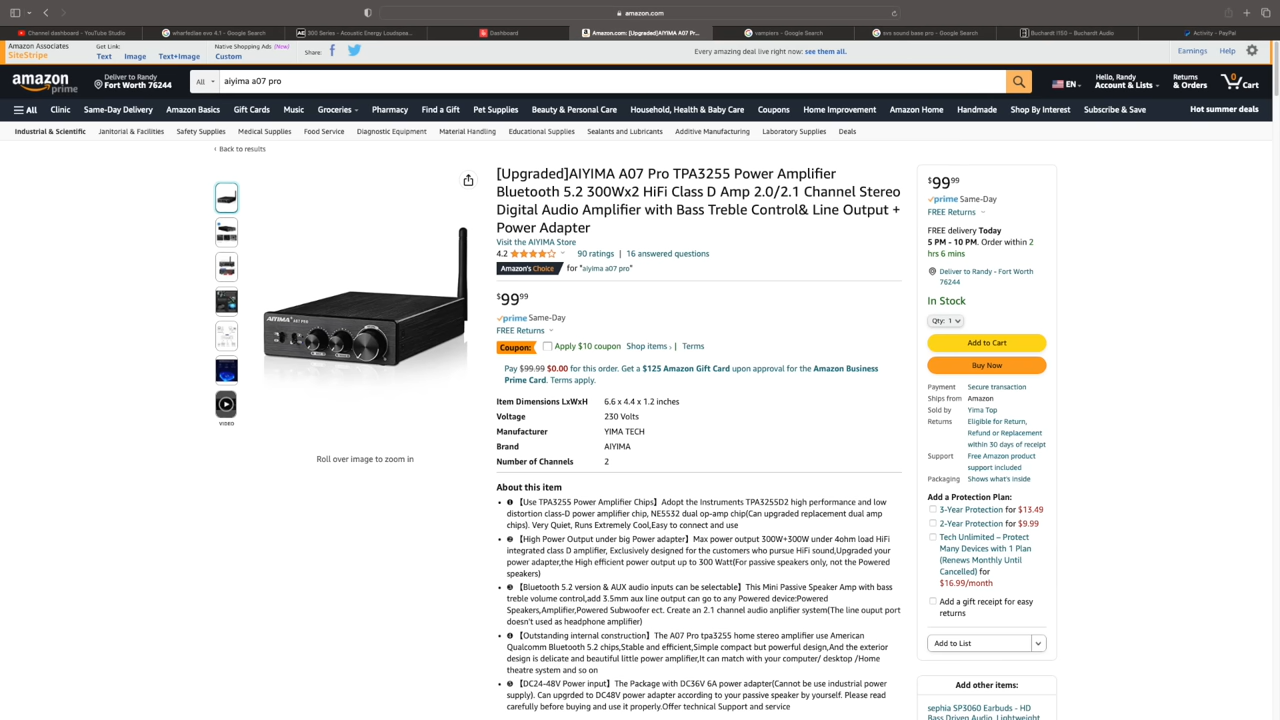 amazon.com
Channel dashboard - YouTube Studio
wharfedlae evo 4.1 - Google Search
300 Series - Acoustic Energy Loudspea...
Dashboard
Amazon.com: [Upgraded]AIYIMA A07 Pr...
vampiers - Google Search
svs sound base pro - Google Search
Buchardt I150 - Buchardt Audio
Activity - PayPal
Amazon Associates
SiteStripe
Get Link:
Text
Image
Text+Image
Native Shopping Ads (New)
Custom
Share:
Every amazing deal live right now: see them all.
Earnings
Help
amazon
prime
Deliver to Randy
Fort Worth 76244
All
aiyima a07 pro
EN
Hello, Randy
Account & Lists
Returns
& Orders
0
Cart
All
Clinic
Same-Day Delivery
Amazon Basics
Gift Cards
Music
Groceries
Pharmacy
Find a Gift
Pet Supplies
Beauty & Personal Care
Household, Health & Baby Care
Coupons
Home Improvement
Amazon Home
Handmade
Shop By Interest
Subscribe & Save
Hot summer deals
Industrial & Scientific
Janitorial & Facilities
Safety Supplies
Medical Supplies
Food Service
Diagnostic Equipment
Material Handling
Educational Supplies
Sealants and Lubricants
Additive Manufacturing
Laboratory Supplies
Deals
‹ Back to results
VIDEO
AIYIMA A07 PRO
Roll over image to zoom in
[Upgraded]AIYIMA A07 Pro TPA3255 Power Amplifier
Bluetooth 5.2 300Wx2 HiFi Class D Amp 2.0/2.1 Channel Stereo
Digital Audio Amplifier with Bass Treble Control& Line Output +
Power Adapter
Visit the AIYIMA Store
4.2
90 ratings | 16 answered questions
Amazon's Choice for "aiyima a07 pro"
$99 99
prime Same-Day
FREE Returns
Coupon: Apply $10 coupon Shop items › | Terms
Pay $99.99 $0.00 for this order. Get a $125 Amazon Gift Card upon approval for the Amazon Business
Prime Card. Terms apply.
Item Dimensions LxWxH 6.6 x 4.4 x 1.2 inches
Voltage 230 Volts
Manufacturer YIMA TECH
Brand AIYIMA
Number of Channels 2
About this item
• ❶ 【Use TPA3255 Power Amplifier Chips】Adopt the Instruments TPA3255D2 high performance and low
distortion class-D power amplifier chip, NE5532 dual op-amp chip(Can upgraded replacement dual amp
chips). Very Quiet, Runs Extremely Cool,Easy to connect and use
• ❷ 【High Power Output under big Power adapter】Max power output 300W+300W under 4ohm load HiFi
integrated class D amplifier, Exclusively designed for the customers who pursue HiFi sound,Upgraded your
power adapter,the High efficient power output up to 300 Watt(For passive speakers only, not the Powered
speakers)
• ❸ 【Bluetooth 5.2 version & AUX audio inputs can be selectable】This Mini Passive Speaker Amp with bass
treble volume control,add 3.5mm aux line output can go to any Powered device:Powered
Speakers,Amplifier,Powered Subwoofer ect. Create an 2.1 channel audio anplifier system(The line ouput port
doesn't used as headphone amplifier)
• ❹ 【Outstanding internal construction】The A07 Pro tpa3255 home stereo amplifier use American
Qualcomm Bluetooth 5.2 chips,Stable and efficient,Simple compact but powerful design,And the exterior
design is delicate and beautiful little power amplifier,It can match with your computer/ desktop /Home
theatre system and so on
• ❺ 【DC24-48V Power input】The Package with DC36V 6A power adapter(Cannot be use industrial power
supply). Can upgrded to DC48V power adapter according to your passive speaker by yourself. Please read
carefully before buying and use it properly.Offer technical Support and service
$99 99
prime Same-Day
FREE Returns
FREE delivery Today
5 PM - 10 PM. Order within 2
hrs 6 mins
Deliver to Randy - Fort Worth
76244
In Stock
Qty: 1
Add to Cart
Buy Now
Payment Secure transaction
Ships from Amazon
Sold by Yima Top
Returns Eligible for Return,
Refund or Replacement
within 30 days of receipt
Support Free Amazon product
support included
Packaging Shows what's inside
Add a Protection Plan:
3-Year Protection for $13.49
2-Year Protection for $9.99
Tech Unlimited – Protect
Many Devices with 1 Plan
(Renews Monthly Until
Cancelled) for
$16.99/month
Add a gift receipt for easy
returns
Add to List
Add other items:
sephia SP3060 Earbuds - HD
Bass Driven Audio, Lightweight